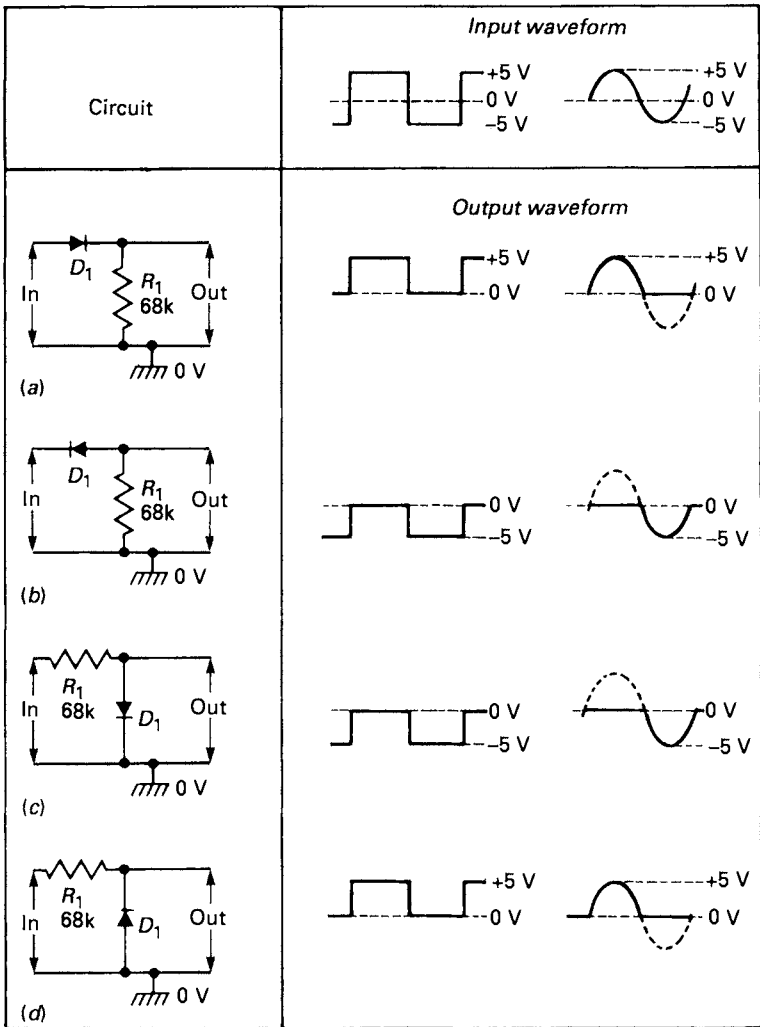 Input waveform
Circuit
+5 V
0 V
−5 V
+5 V
0 V
−5 V
Output waveform
In
D1
R1
68k
Out
0 V
(a)
+5 V
0 V
+5 V
0 V
In
D1
R1
68k
Out
0 V
(b)
0 V
−5 V
0 V
−5 V
In
R1
68k
D1
Out
0 V
(c)
0 V
−5 V
0 V
−5 V
In
R1
68k
D1
Out
0 V
(d)
+5 V
0 V
+5 V
0 V